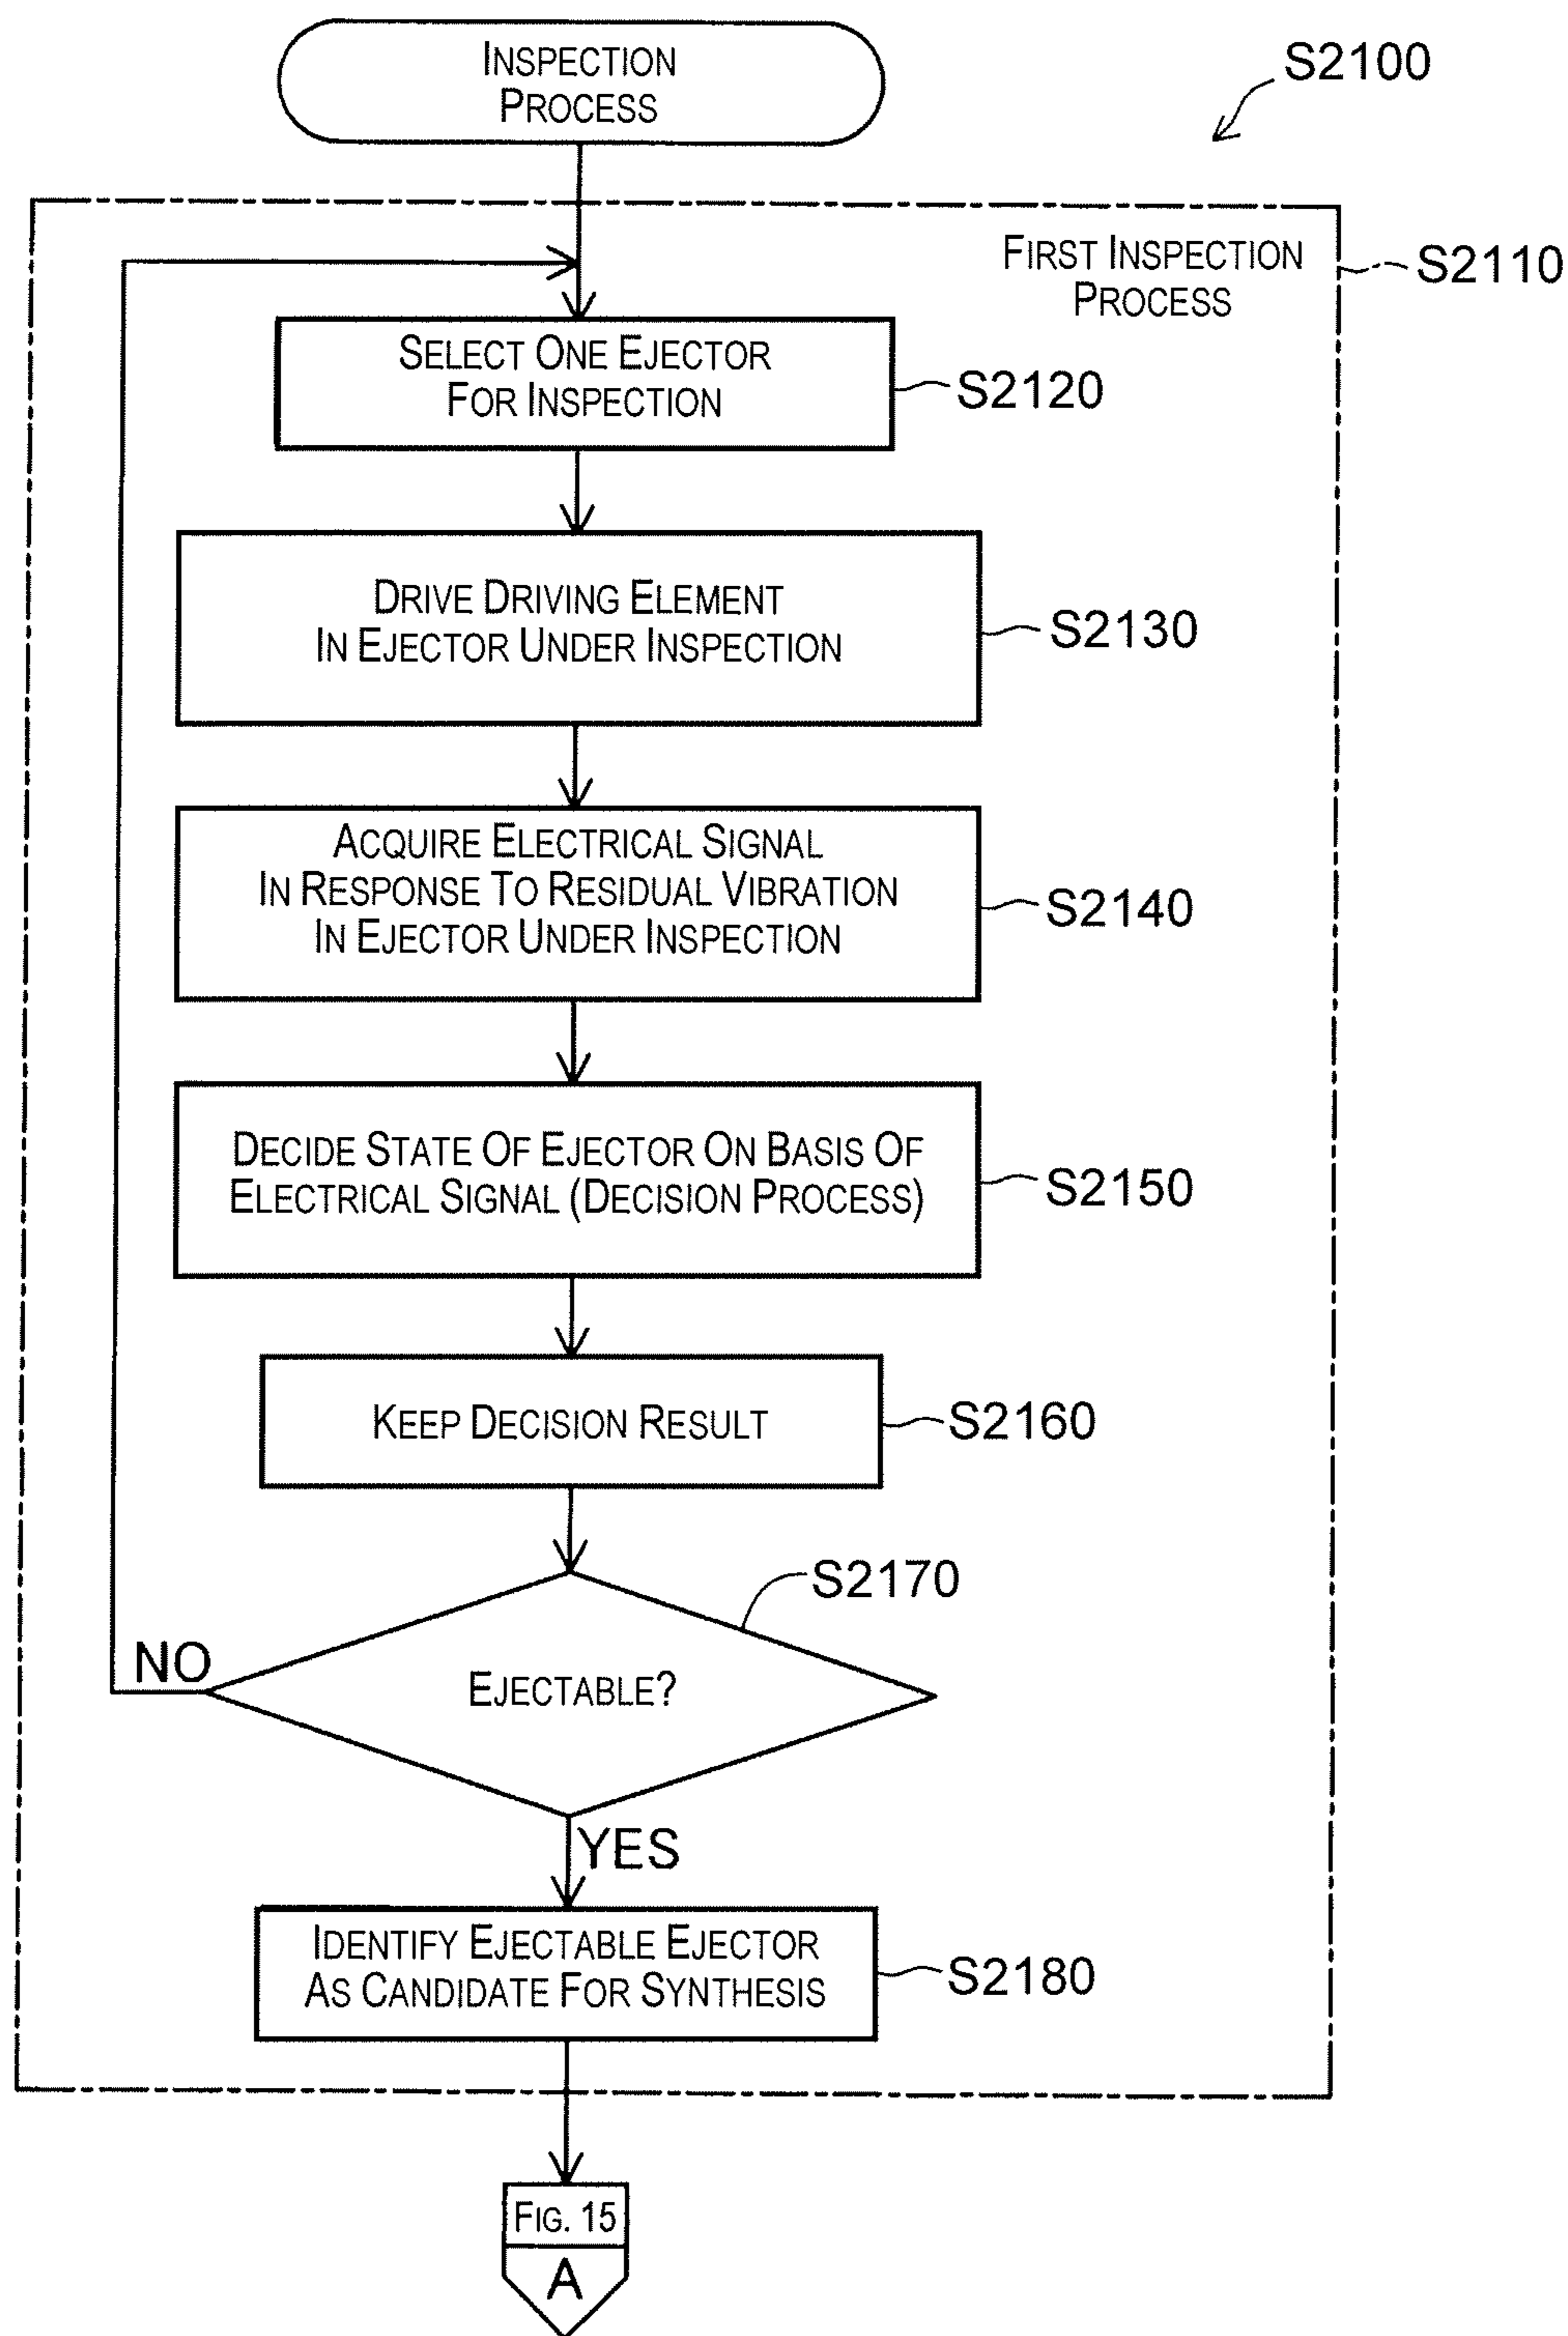 INSPECTION
PROCESS
S2100
FIRST INSPECTION
PROCESS
S2110
SELECT ONE EJECTOR
FOR INSPECTION
S2120
DRIVE DRIVING ELEMENT
IN EJECTOR UNDER INSPECTION
S2130
ACQUIRE ELECTRICAL SIGNAL
IN RESPONSE TO RESIDUAL VIBRATION
IN EJECTOR UNDER INSPECTION
S2140
DECIDE STATE OF EJECTOR ON BASIS OF
ELECTRICAL SIGNAL (DECISION PROCESS)
S2150
KEEP DECISION RESULT
S2160
S2170
NO
EJECTABLE?
YES
IDENTIFY EJECTABLE EJECTOR
AS CANDIDATE FOR SYNTHESIS
S2180
FIG. 15
A